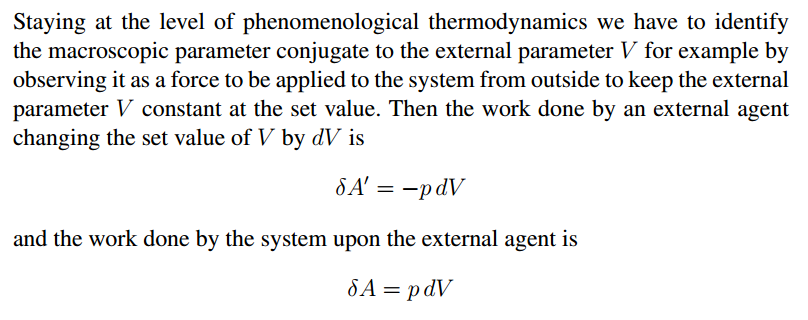 Staying at the level of phenomenological thermodynamics we have to identify
the macroscopic parameter conjugate to the external parameter V for example by
observing it as a force to be applied to the system from outside to keep the external
parameter V constant at the set value. Then the work done by an external agent
changing the set value of V by dV is
δA′ = −p dV
and the work done by the system upon the external agent is
δA = p dV